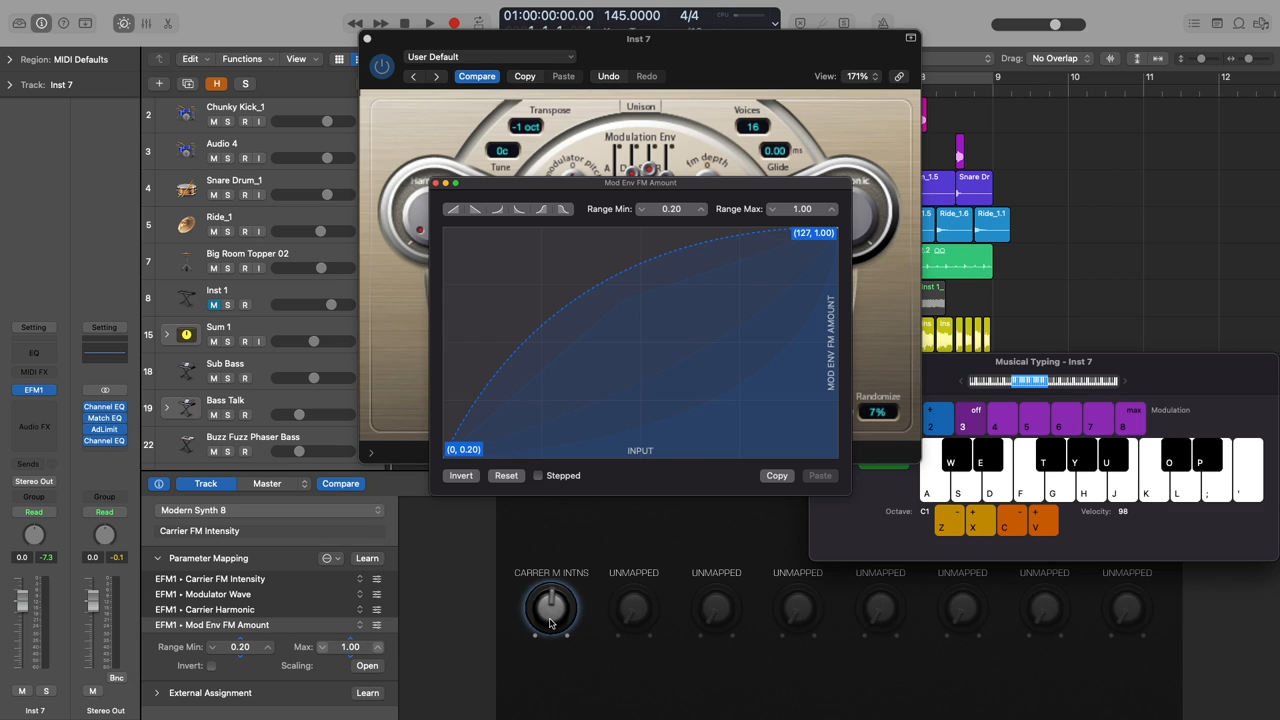 01:00:00:00.00 145.0000 4/4
CPU
Region: MIDI Defaults
Track: Inst 7
Edit Functions View
H S
Inst 7
User Default
Compare Copy Paste Undo Redo View: 171%
Drag: No Overlap
9 10 11 12
Transpose
-1 oct
0c
Tune
Unison
Modulation Env
Voices
16
0.00 ms
Glide
fm depth
Randomize
7%
2 Chunky Kick_1
M S R I
3 Audio 4
M S R I
4 Snare Drum_1
M S R I
5 Ride_1
M S R I
7 Big Room Topper 02
M S R I
8 Inst 1
M S R
15 Sum 1
M S R
18 Sub Bass
M S R
19 Bass Talk
M S R
22 Buzz Fuzz Phaser Bass
M S R
Snare Dr
Ride_1.6 Ride_1.1
Mod Env FM Amount
Range Min: 0.20 Range Max: 1.00
(127, 1.00)
MOD ENV FM AMOUNT
(0, 0.20)
INPUT
Invert Reset Stepped Copy Paste
Musical Typing - Inst 7
+ off max Modulation
2 3 4 5 6 7 8
W E T Y U O P
A S D F G H J K L ; '
Octave: C1 Velocity: 98
- + - +
Z X C V
Setting Setting
EQ
MIDI FX
EFM1
Audio FX
Channel EQ
Match EQ
AdLimit
Channel EQ
Sends
Stereo Out
Group Group
Read Read
0.0 -7.3 0.0 -0.1
Bnc
M S M
Inst 7 Stereo Out
Track Master Compare
Modern Synth 8
Carrier FM Intensity
Parameter Mapping Learn
EFM1 • Carrier FM Intensity
EFM1 • Modulator Wave
EFM1 • Carrier Harmonic
EFM1 • Mod Env FM Amount
Range Min: 0.20 Max: 1.00
Invert: Scaling: Open
External Assignment Learn
CARRER M INTNS UNMAPPED UNMAPPED UNMAPPED UNMAPPED UNMAPPED UNMAPPED UNMAPPED